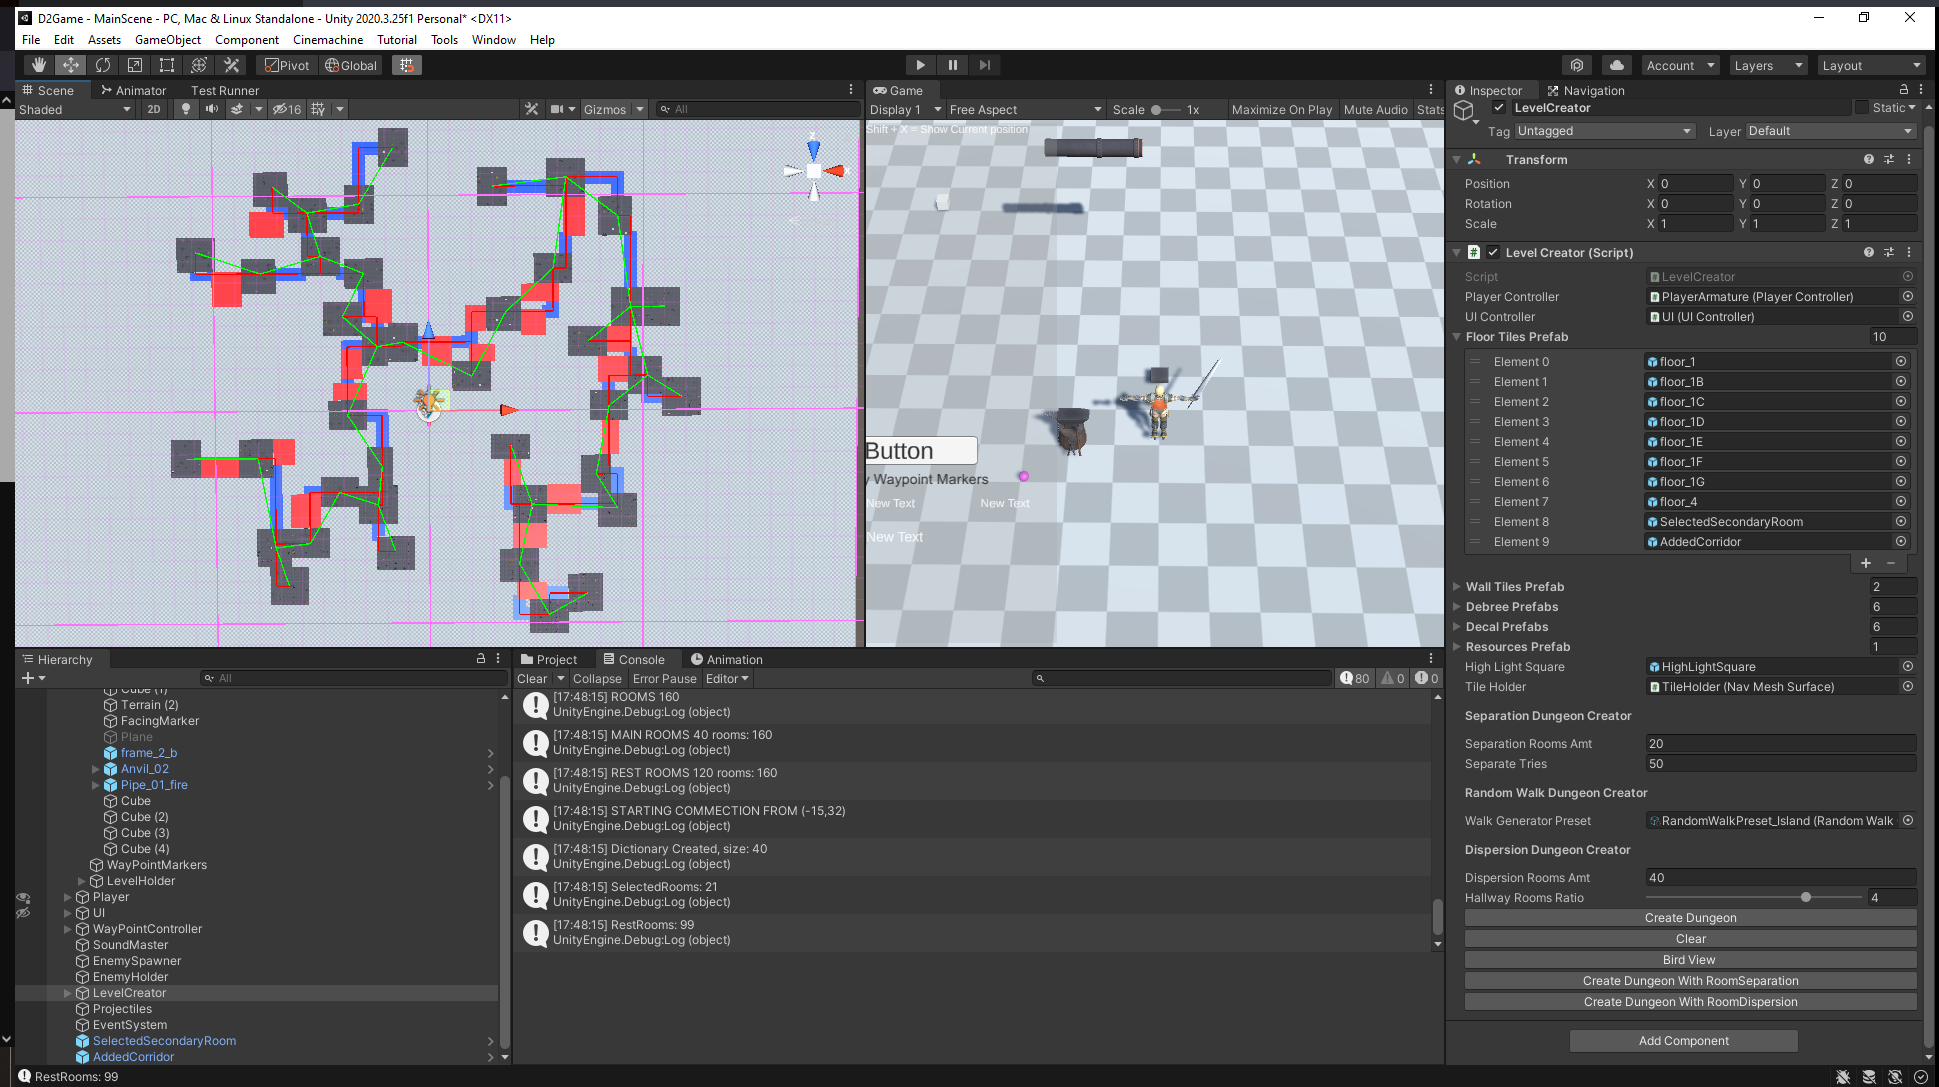 D2Game - MainScene - PC, Mac & Linux Standalone - Unity 2020.3.25f1 Personal* <DX11>
File Edit Assets GameObject Component Cinemachine Tutorial Tools Window Help
Pivot Global Account Layers Layout
Scene Animator Test Runner
Shaded 2D 16 Gizmos All
z
x
Game
Display 1 Free Aspect Scale 1x Maximize On Play Mute Audio Stats
Shift + X = Show Current position
Button
Waypoint Markers
New Text New Text
New Text
Inspector Navigation
LevelCreator Static
Tag Untagged Layer Default
Transform
Position X 0 Y 0 Z 0
Rotation X 0 Y 0 Z 0
Scale X 1 Y 1 Z 1
Level Creator (Script)
Script LevelCreator
Player Controller PlayerArmature (Player Controller)
UI Controller UI (UI Controller)
Floor Tiles Prefab 10
Element 0 floor_1
Element 1 floor_1B
Element 2 floor_1C
Element 3 floor_1D
Element 4 floor_1E
Element 5 floor_1F
Element 6 floor_1G
Element 7 floor_4
Element 8 SelectedSecondaryRoom
Element 9 AddedCorridor
+ −
Wall Tiles Prefab 2
Debree Prefabs 6
Decal Prefabs 6
Resources Prefab 1
High Light Square HighLightSquare
Tile Holder TileHolder (Nav Mesh Surface)
Separation Dungeon Creator
Separation Rooms Amt 20
Separate Tries 50
Random Walk Dungeon Creator
Walk Generator Preset RandomWalkPreset_Island (Random Walk
Dispersion Dungeon Creator
Dispersion Rooms Amt 40
Hallway Rooms Ratio 4
Create Dungeon
Clear
Bird View
Create Dungeon With RoomSeparation
Create Dungeon With RoomDispersion
Add Component
Hierarchy
+ All
Cube (1)
Terrain (2)
FacingMarker
Plane
frame_2_b
Anvil_02
Pipe_01_fire
Cube
Cube (2)
Cube (3)
Cube (4)
WayPointMarkers
LevelHolder
Player
UI
WayPointController
SoundMaster
EnemySpawner
EnemyHolder
LevelCreator
Projectiles
EventSystem
SelectedSecondaryRoom
AddedCorridor
Project Console Animation
Clear Collapse Error Pause Editor 80 0 0
[17:48:15] ROOMS 160
UnityEngine.Debug:Log (object)
[17:48:15] MAIN ROOMS 40 rooms: 160
UnityEngine.Debug:Log (object)
[17:48:15] REST ROOMS 120 rooms: 160
UnityEngine.Debug:Log (object)
[17:48:15] STARTING COMMECTION FROM (-15,32)
UnityEngine.Debug:Log (object)
[17:48:15] Dictionary Created, size: 40
UnityEngine.Debug:Log (object)
[17:48:15] SelectedRooms: 21
UnityEngine.Debug:Log (object)
[17:48:15] RestRooms: 99
UnityEngine.Debug:Log (object)
RestRooms: 99